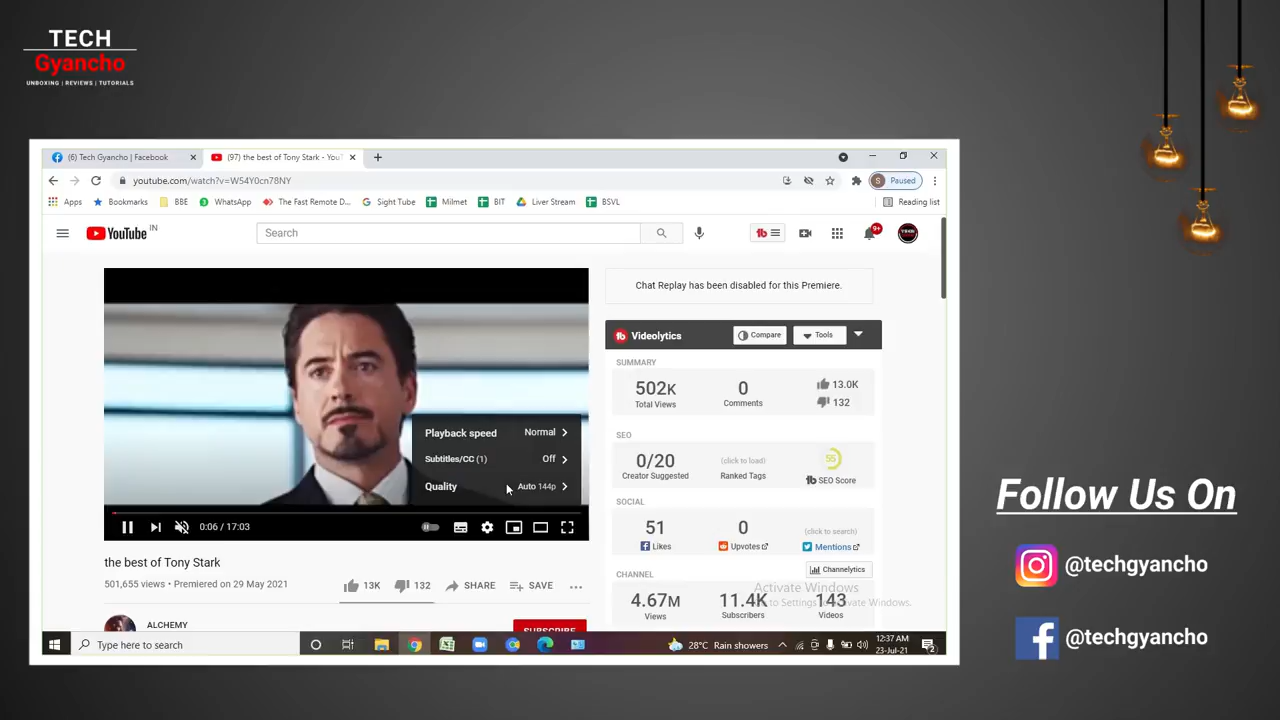 TECH
Gyancho
UNBOXING | REVIEWS | TUTORIALS
(6) Tech Gyancho | Facebook
(97) the best of Tony Stark - You
youtube.com/watch?v=W54Y0cn78NY
Paused
Apps
Bookmarks
BBE
WhatsApp
The Fast Remote D...
Sight Tube
Milmet
BIT
Liver Stream
BSVL
Reading list
YouTube IN
Search
9+
Chat Replay has been disabled for this Premiere.
Videolytics
Compare
Tools
SUMMARY
502K
Total Views
0
Comments
13.0K
132
SEO
0/20
Creator Suggested
(click to load)
Ranked Tags
55
SEO Score
SOCIAL
51
Likes
0
Upvotes
(click to search)
Mentions
CHANNEL
Channelytics
4.67M
Views
11.4K
Subscribers
143
Videos
Playback speed Normal
Subtitles/CC (1) Off
Quality Auto 144p
0:06 / 17:03
the best of Tony Stark
501,655 views • Premiered on 29 May 2021
13K
132
SHARE
SAVE
ALCHEMY
SUBSCRIBE
Activate Windows
to Settings to activate Windows.
Type here to search
28°C Rain showers
12:37 AM
23-Jul-21
2
Follow Us On
@techgyancho
@techgyancho